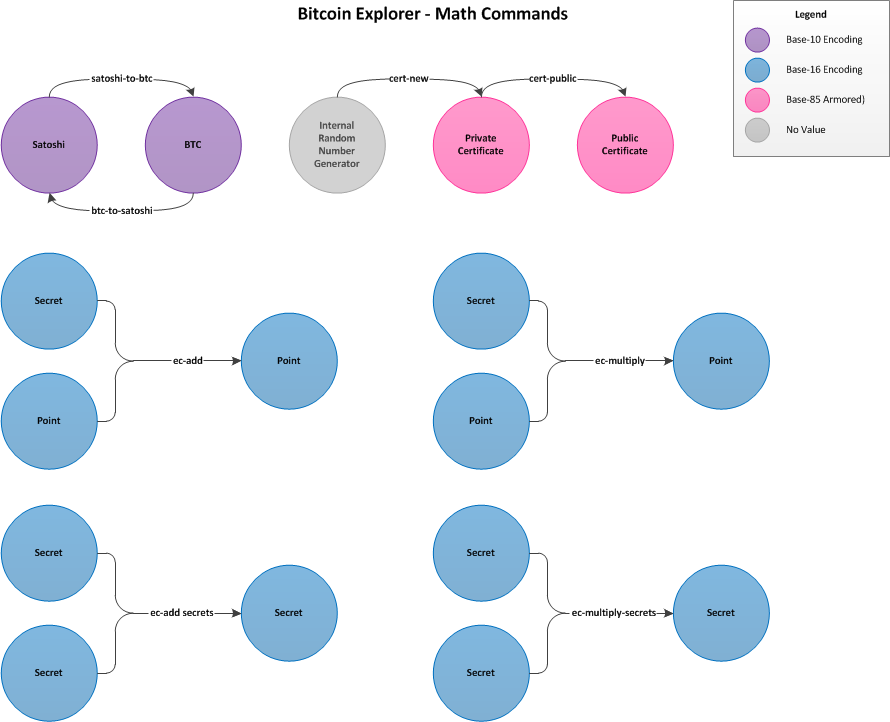 Bitcoin Explorer - Math Commands
Legend
Base-10 Encoding
Base-16 Encoding
Base-85 Armored)
No Value
satoshi-to-btc
cert-new
cert-public
Satoshi
BTC
Internal
Random
Number
Generator
Private
Certificate
Public
Certificate
btc-to-satoshi
Secret
Point
ec-add
Point
Secret
Point
ec-multiply
Point
Secret
Secret
ec-add secrets
Secret
Secret
Secret
ec-multiply-secrets
Secret